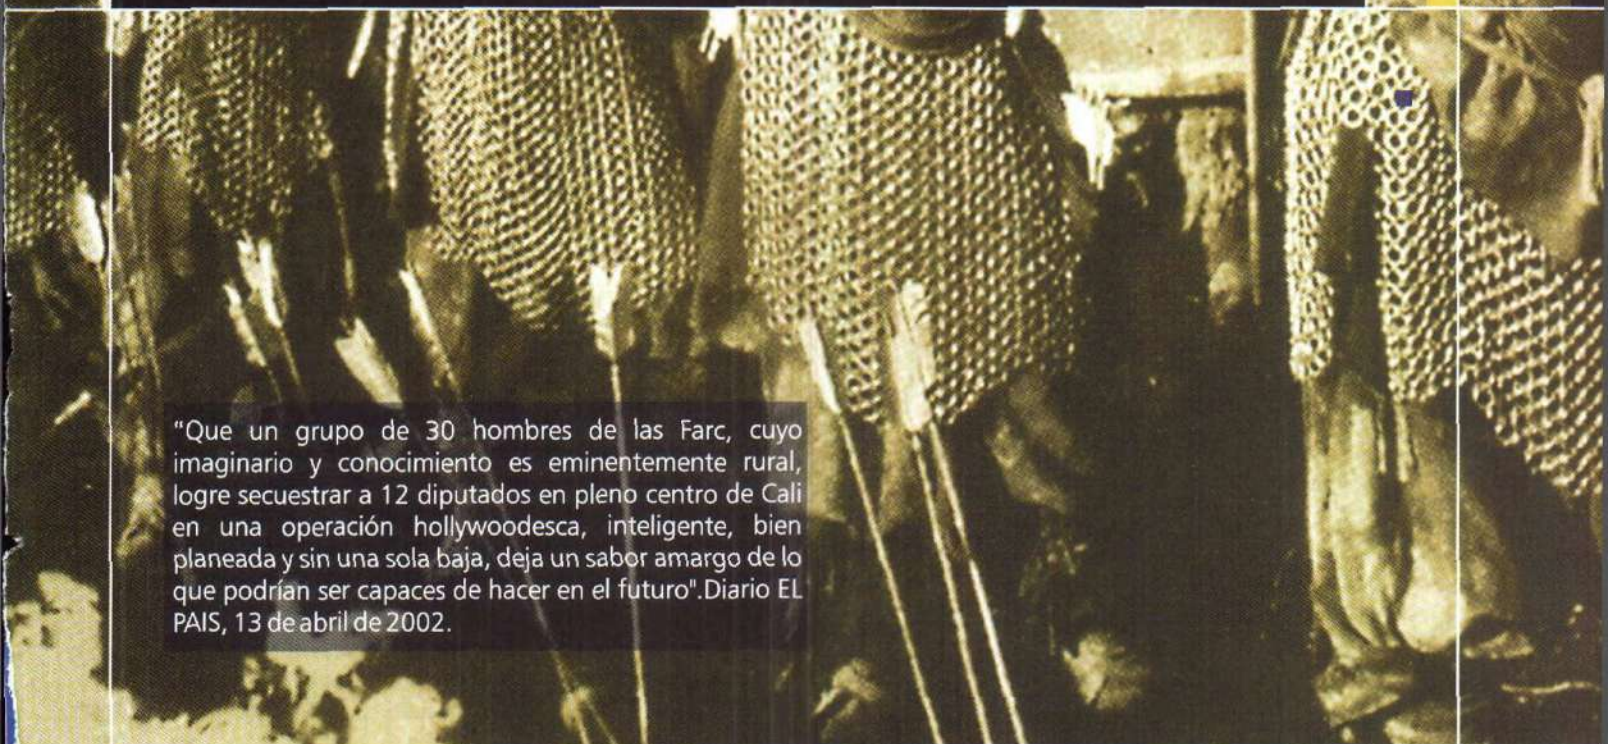 "Que un grupo de 30 hombres de las Farc, cuyo
imaginario y conocimiento es eminentemente rural,
logre secuestrar a 12 diputados en pleno centro de Cali
en una operación hollywoodesca, inteligente, bien
planeada y sin una sola baja, deja un sabor amargo de lo
que podrían ser capaces de hacer en el futuro".Diario EL
PAIS, 13 de abril de 2002.